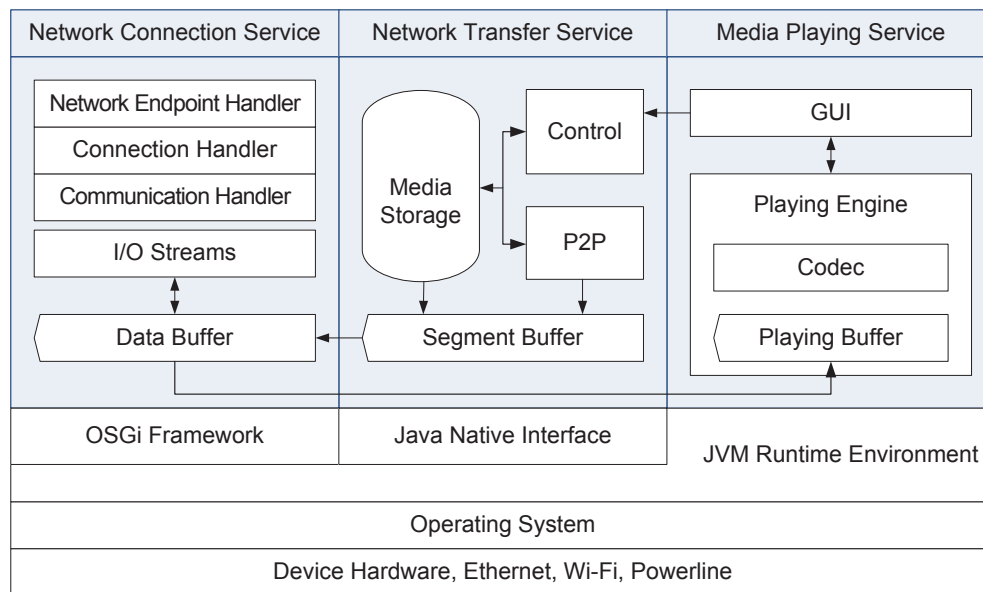 Network Connection Service
Network Transfer Service
Media Playing Service
Network Endpoint Handler
Connection Handler
Communication Handler
I/O Streams
Data Buffer
Media
Storage
Control
P2P
Segment Buffer
GUI
Playing Engine
Codec
Playing Buffer
OSGi Framework
Java Native Interface
JVM Runtime Environment
Operating System
Device Hardware, Ethernet, Wi-Fi, Powerline